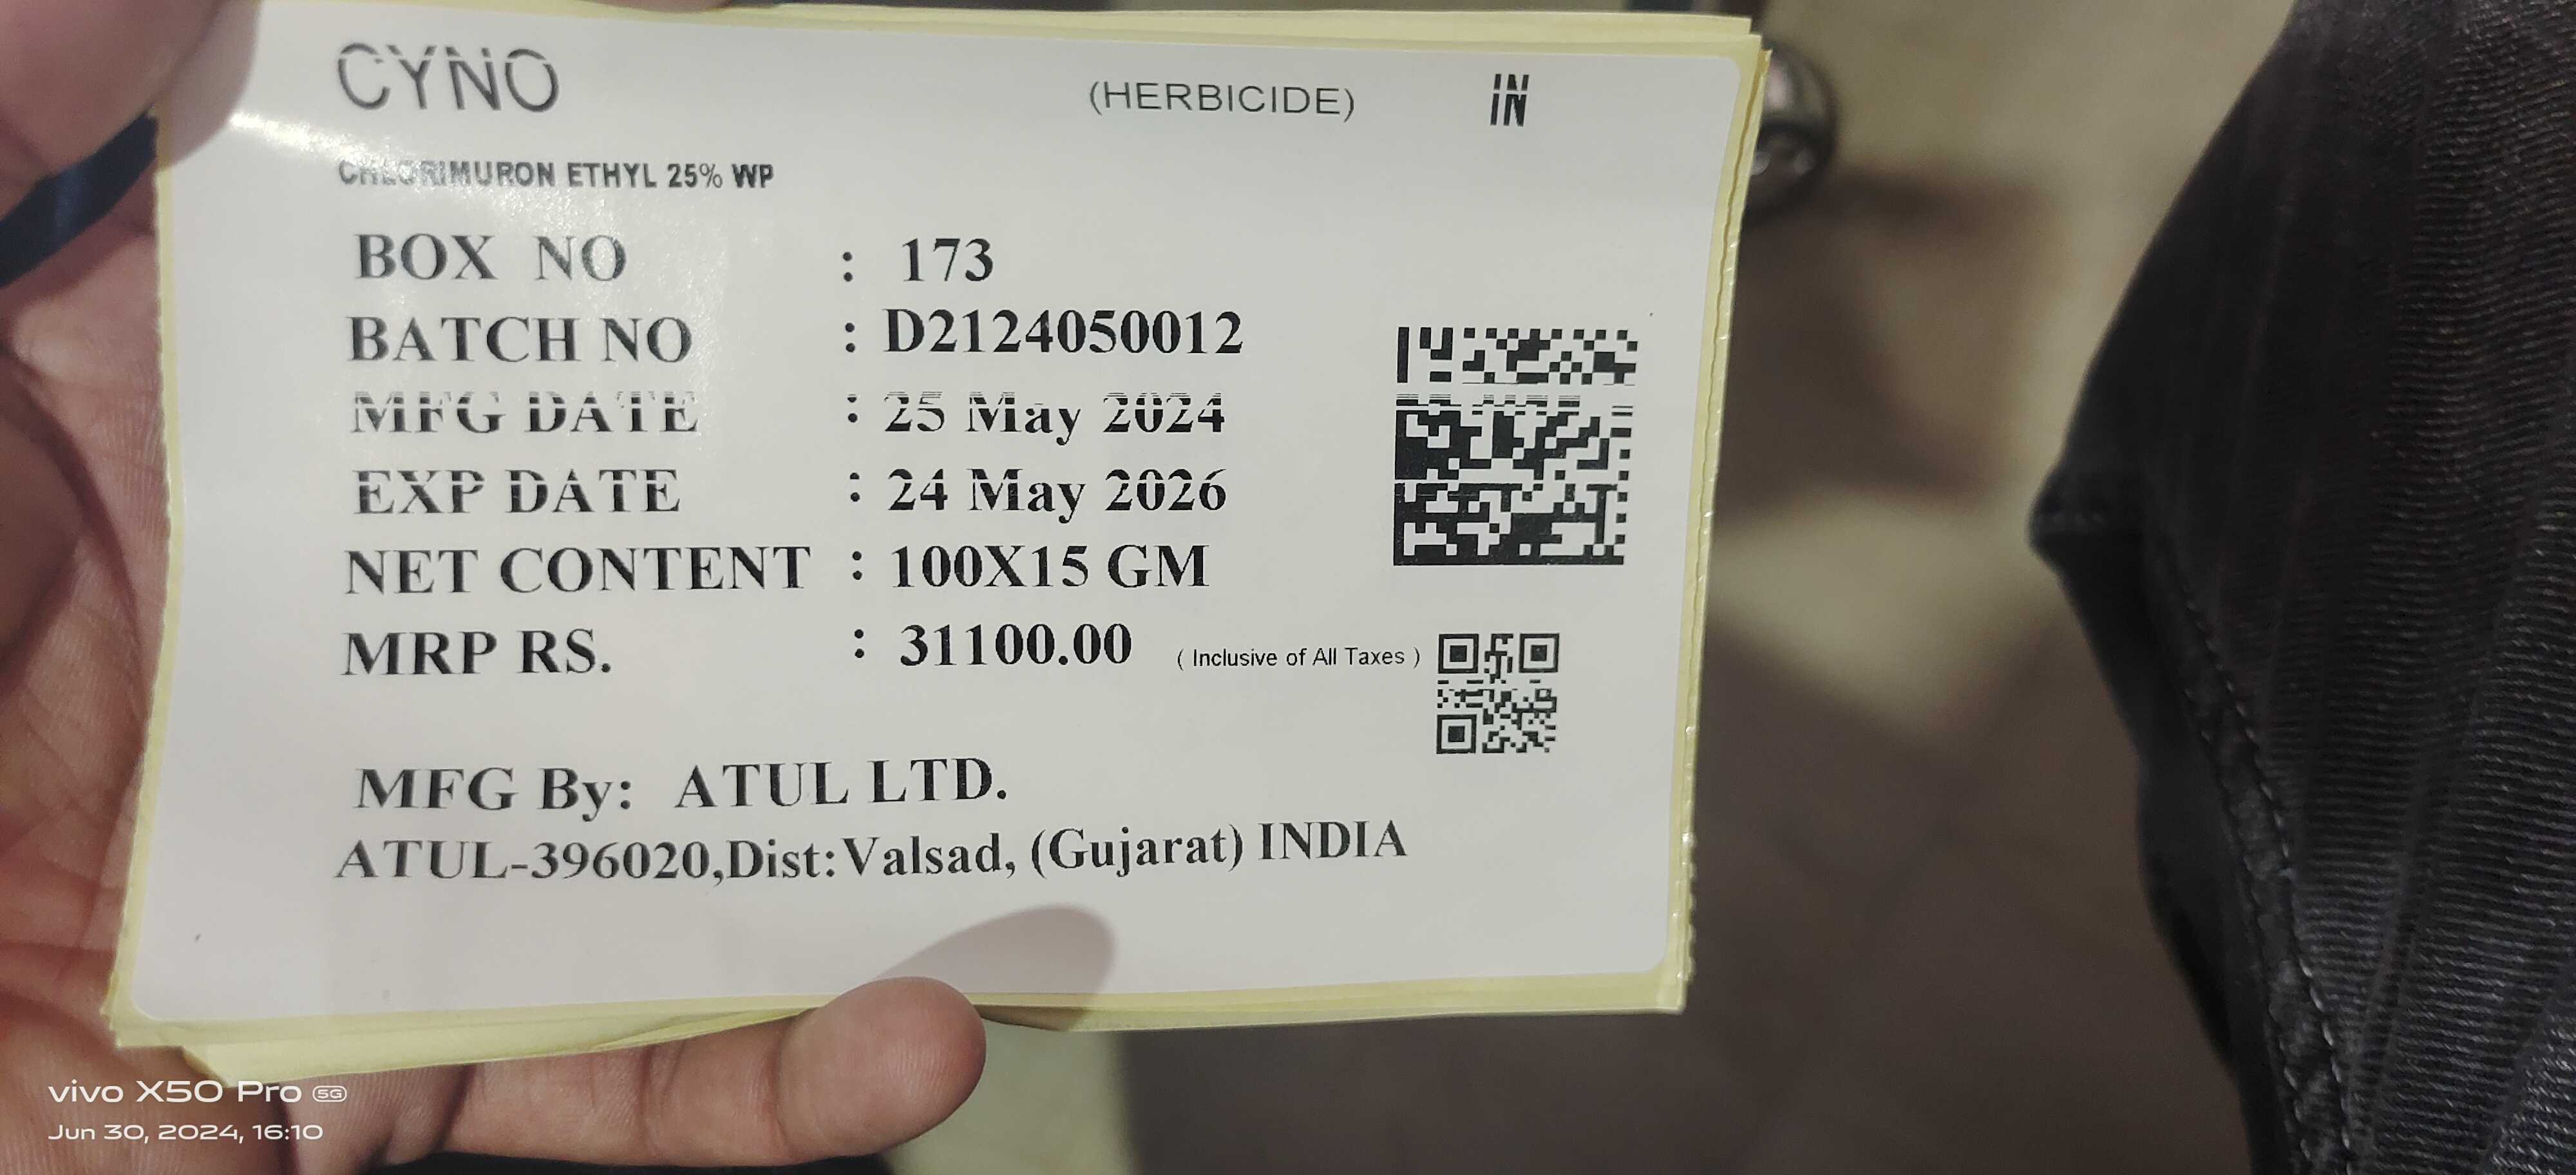 CYNO (HERBICIDE) IN
CHLORIMURON ETHYL 25% WP
BOX NO : 173
BATCH NO : D2124050012
MFG DATE : 25 May 2024
EXP DATE : 24 May 2026
NET CONTENT : 100X15 GM
MRP RS. : 31100.00 ( Inclusive of All Taxes )
MFG By: ATUL LTD.
ATUL-396020,Dist:Valsad, (Gujarat) INDIA
vivo X50 Pro 5G
Jun 30, 2024, 16:10